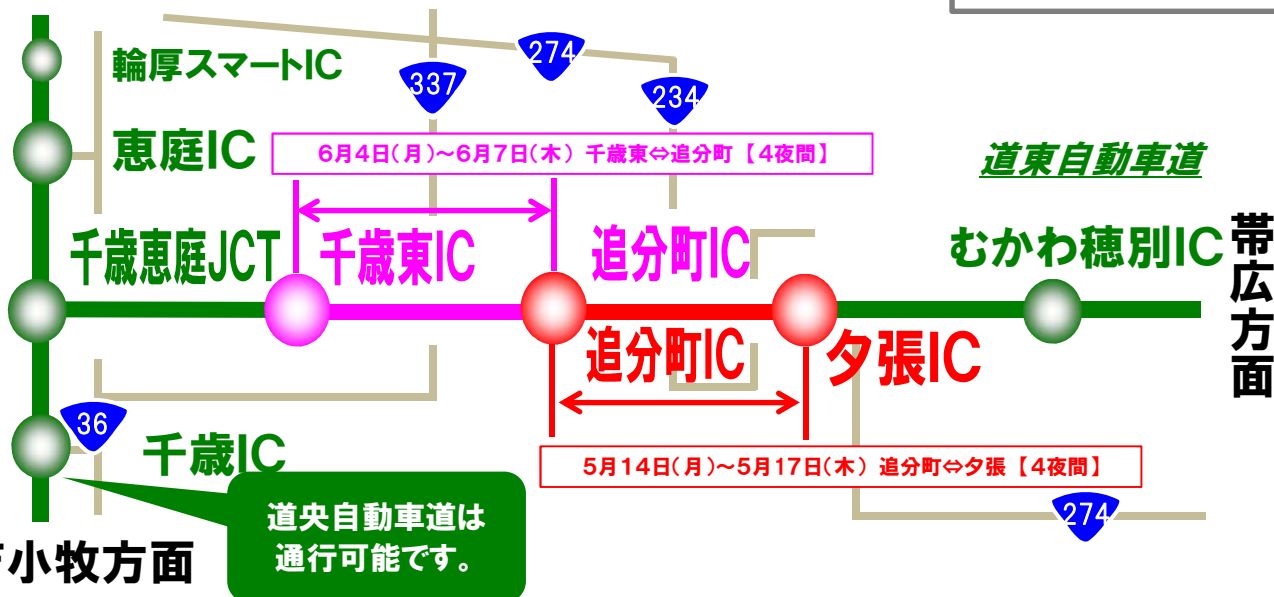 輪厚スマートIC
337
274
234
恵庭IC
6月4日(月)～6月7日(木) 千歳東⇔追分町【4夜間】
道東自動車道
千歳恵庭JCT
千歳東IC
追分町IC
むかわ穂別IC
帯広方面
追分町IC
夕張IC
36
千歳IC
5月14日(月)～5月17日(木) 追分町⇔夕張【4夜間】
道央自動車道は
通行可能です。
274
小牧方面